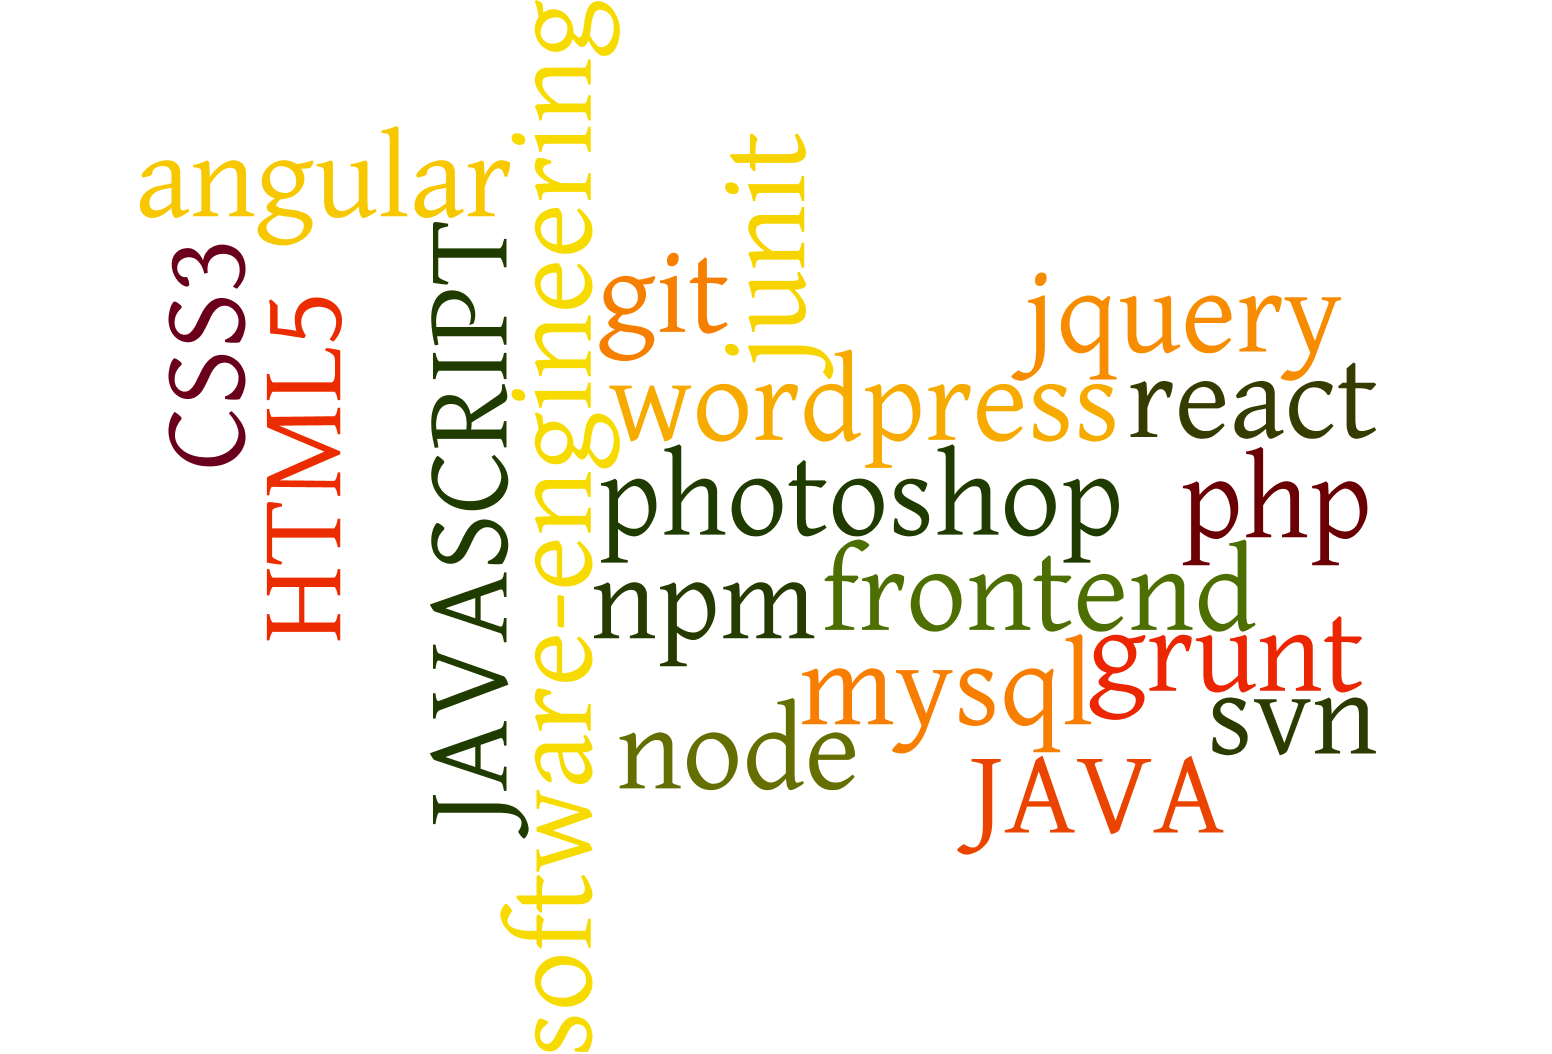 angular
CSS3
HTML5
JAVASCRIPT
software-engineering
junit
git
jquery
wordpress
react
photoshop
php
npm
frontend
mysql
grunt
node
svn
JAVA